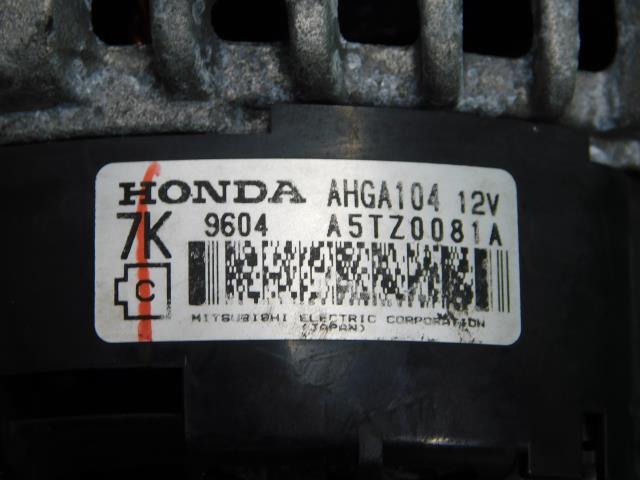 HONDA AHGA104 12V
7K 9604 A5TZ0081A
C
MITSUBISHI ELECTRIC CORPORATION
(JAPAN)